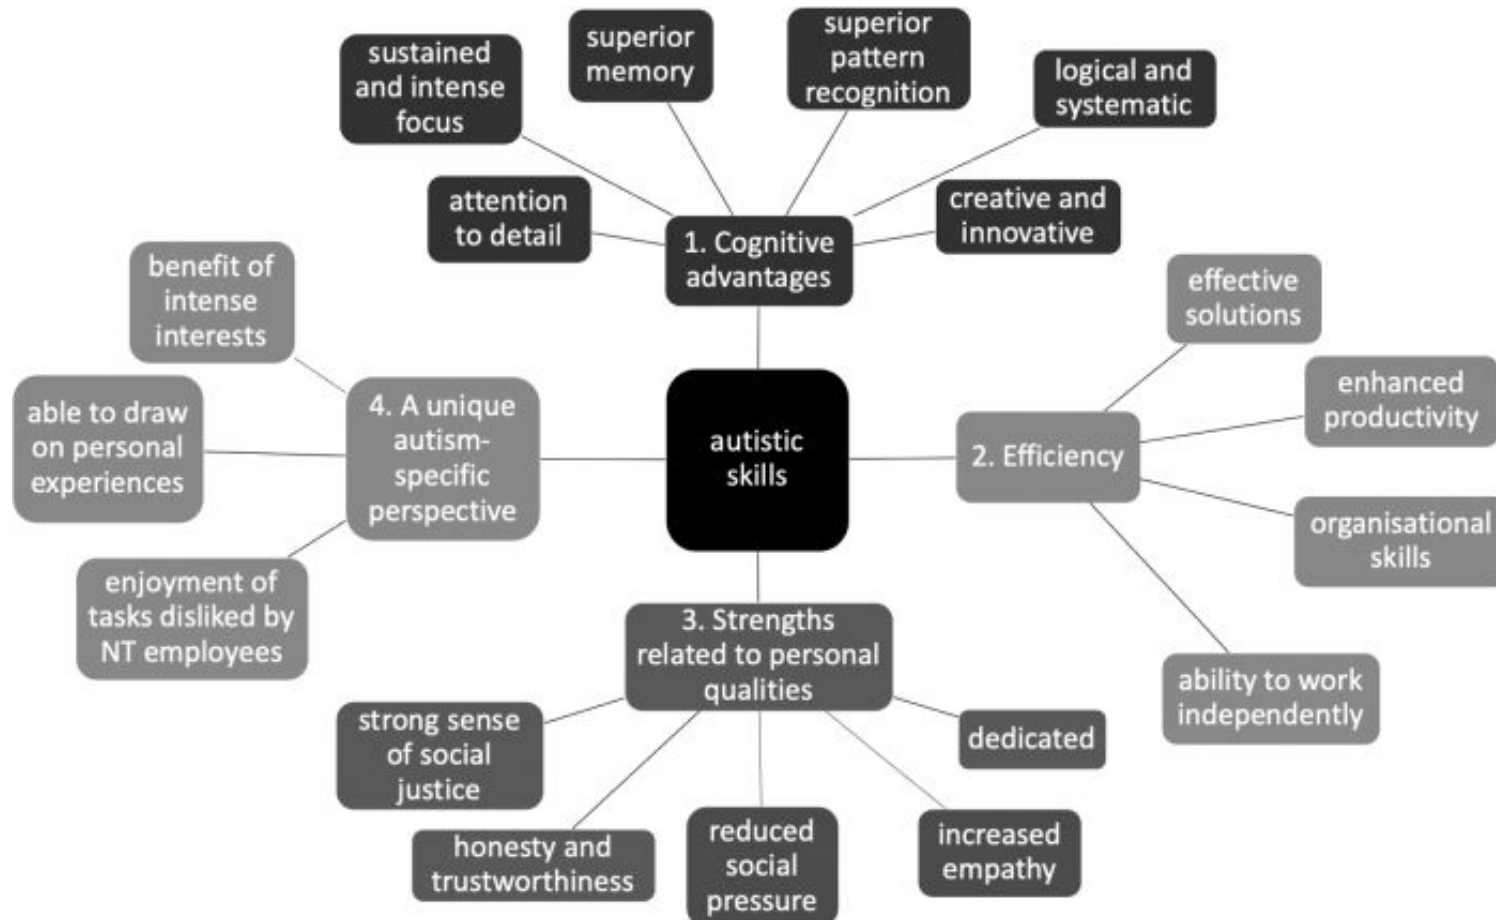 autistic
skills
1. Cognitive
advantages
attention
to detail
sustained
and intense
focus
superior
memory
superior
pattern
recognition
logical and
systematic
creative and
innovative
2. Efficiency
effective
solutions
enhanced
productivity
organisational
skills
ability to work
independently
3. Strengths
related to personal
qualities
dedicated
increased
empathy
reduced
social
pressure
honesty and
trustworthiness
strong sense
of social
justice
4. A unique
autism-
specific
perspective
enjoyment of
tasks disliked by
NT employees
able to draw
on personal
experiences
benefit of
intense
interests